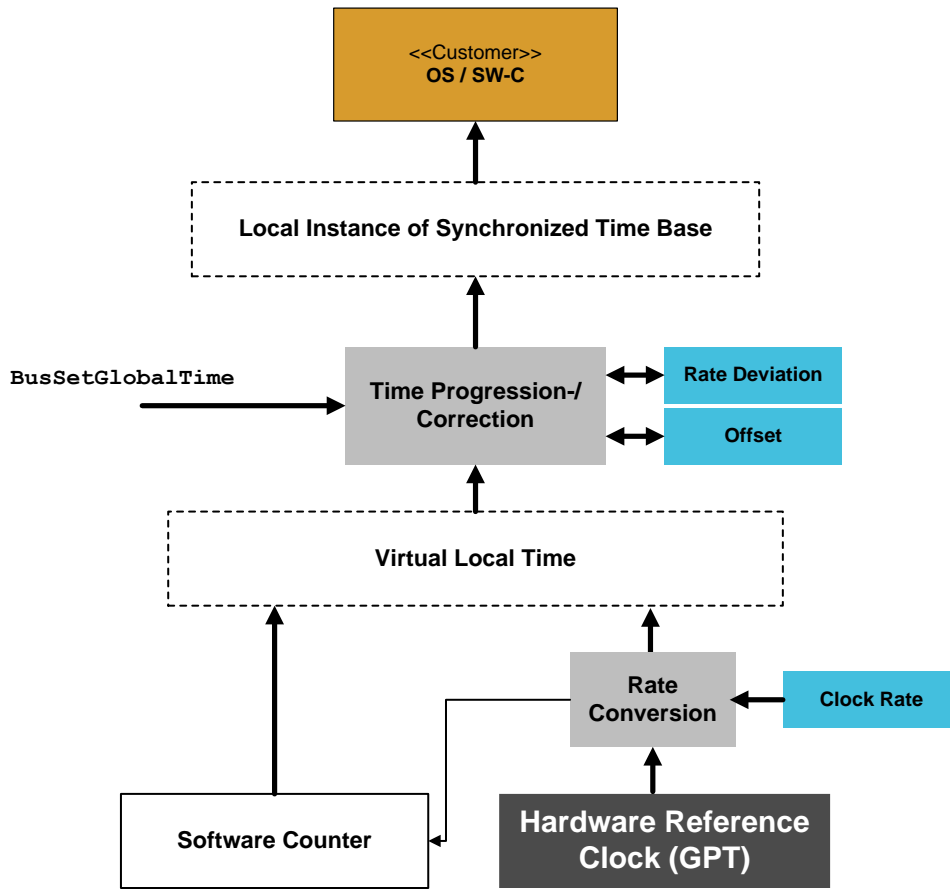 <<Customer>>
OS / SW-C
Local Instance of Synchronized Time Base
BusSetGlobalTime
Time Progression-/
Correction
Rate Deviation
Offset
Virtual Local Time
Rate
Conversion
Clock Rate
Software Counter
Hardware Reference
Clock (GPT)